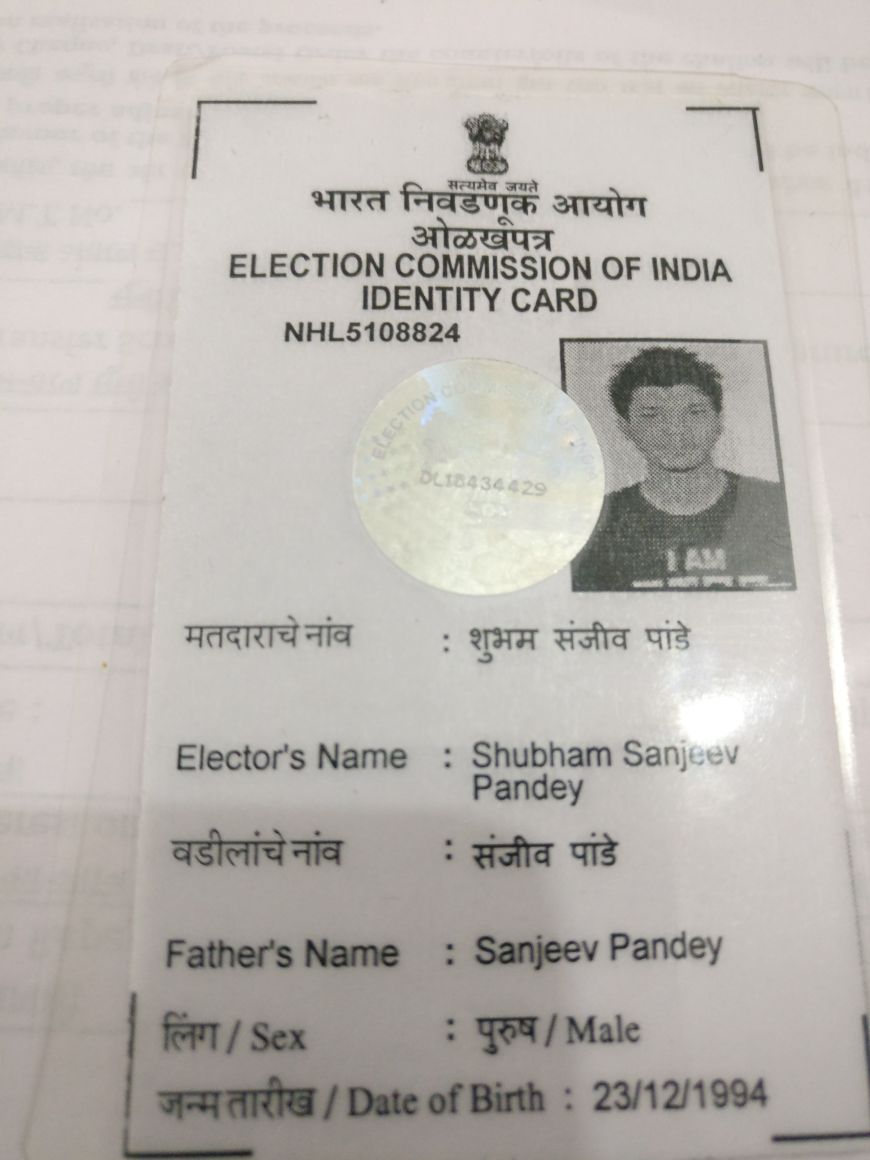 सत्यमेव जयते
भारत निवडणूक आयोग
ओळखपत्र
ELECTION COMMISSION OF INDIA
IDENTITY CARD
NHL5108824
ELECTION COMMISSION OF INDIA
DL18434429
I AM
मतदाराचे नांव : शुभम संजीव पांडे
Elector's Name : Shubham Sanjeev
Pandey
वडीलांचे नांव : संजीव पांडे
Father's Name : Sanjeev Pandey
लिंग / Sex : पुरुष / Male
जन्म तारीख / Date of Birth : 23/12/1994